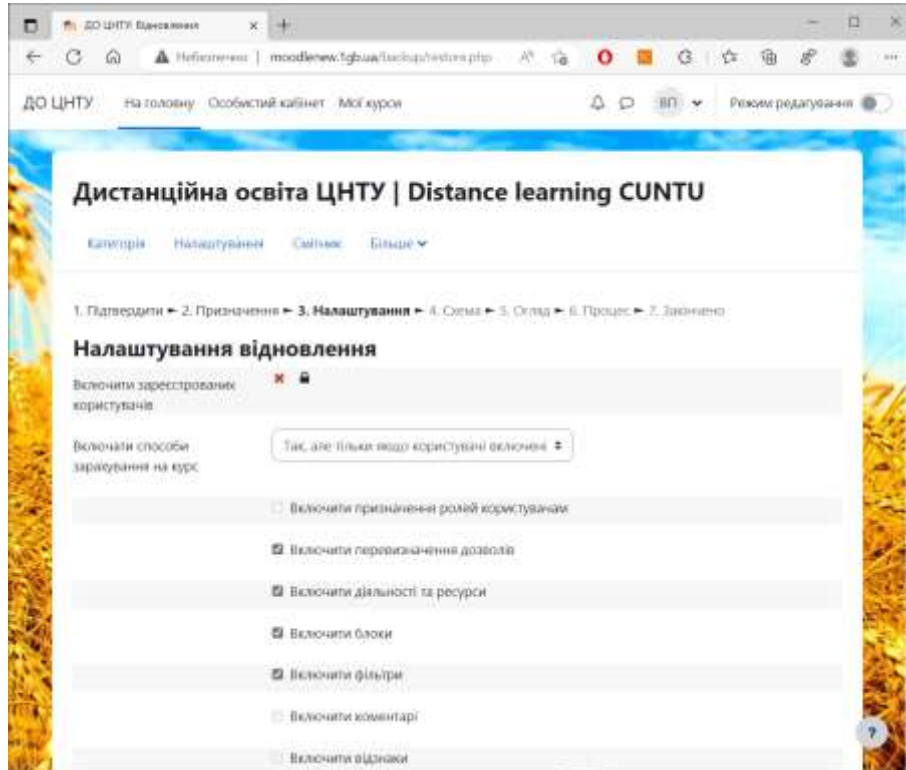 ДО ЦНТУ: Відновлення
Небезпечно | moodlenew.1gb.ua/backup/restore.php
ДО ЦНТУ На головну Особистий кабінет Мої курси ВП Режим редагування
Дистанційна освіта ЦНТУ | Distance learning CUNTU
Категорія Налаштування Смітник Більше
1. Підтвердити ► 2. Призначення ► 3. Налаштування ► 4. Схема ► 5. Огляд ► 6. Процес ► 7. Закінчено
Налаштування відновлення
Включити зареєстрованих
користувачів
Включати способи
зарахування на курс
Так, але тільки якщо користувачі включені
Включити призначення ролей користувачам
Включити перевизначення дозволів
Включити діяльності та ресурси
Включити блоки
Включити фільтри
Включити коментарі
Включити відзнаки
?